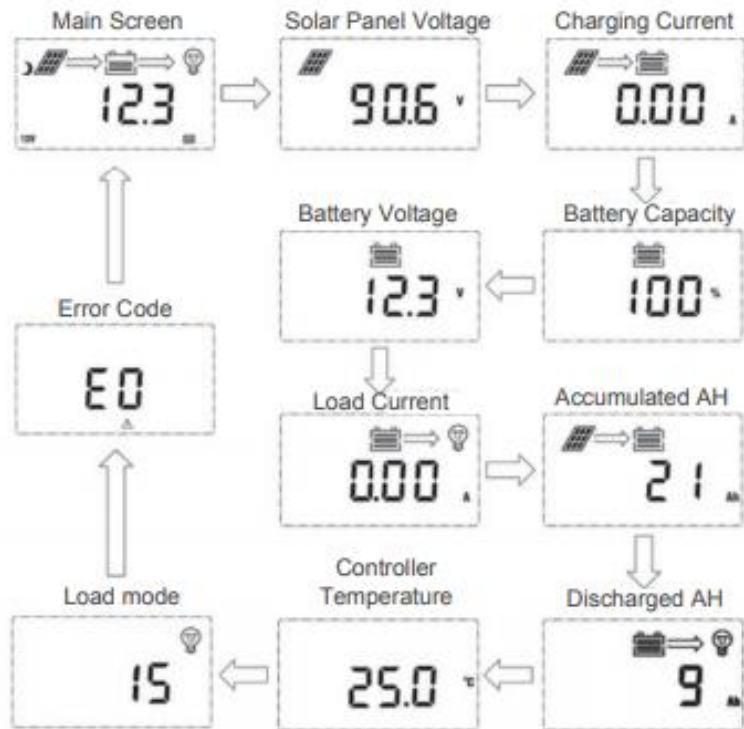 Main Screen
Solar Panel Voltage
Charging Current
12.3
90.6 V
0.00 A
Battery Voltage
Battery Capacity
12.3 V
100 %
Error Code
E0
Load Current
Accumulated AH
0.00 A
21 Ah
Load mode
Controller
Temperature
Discharged AH
15
25.0 °C
9 Ah